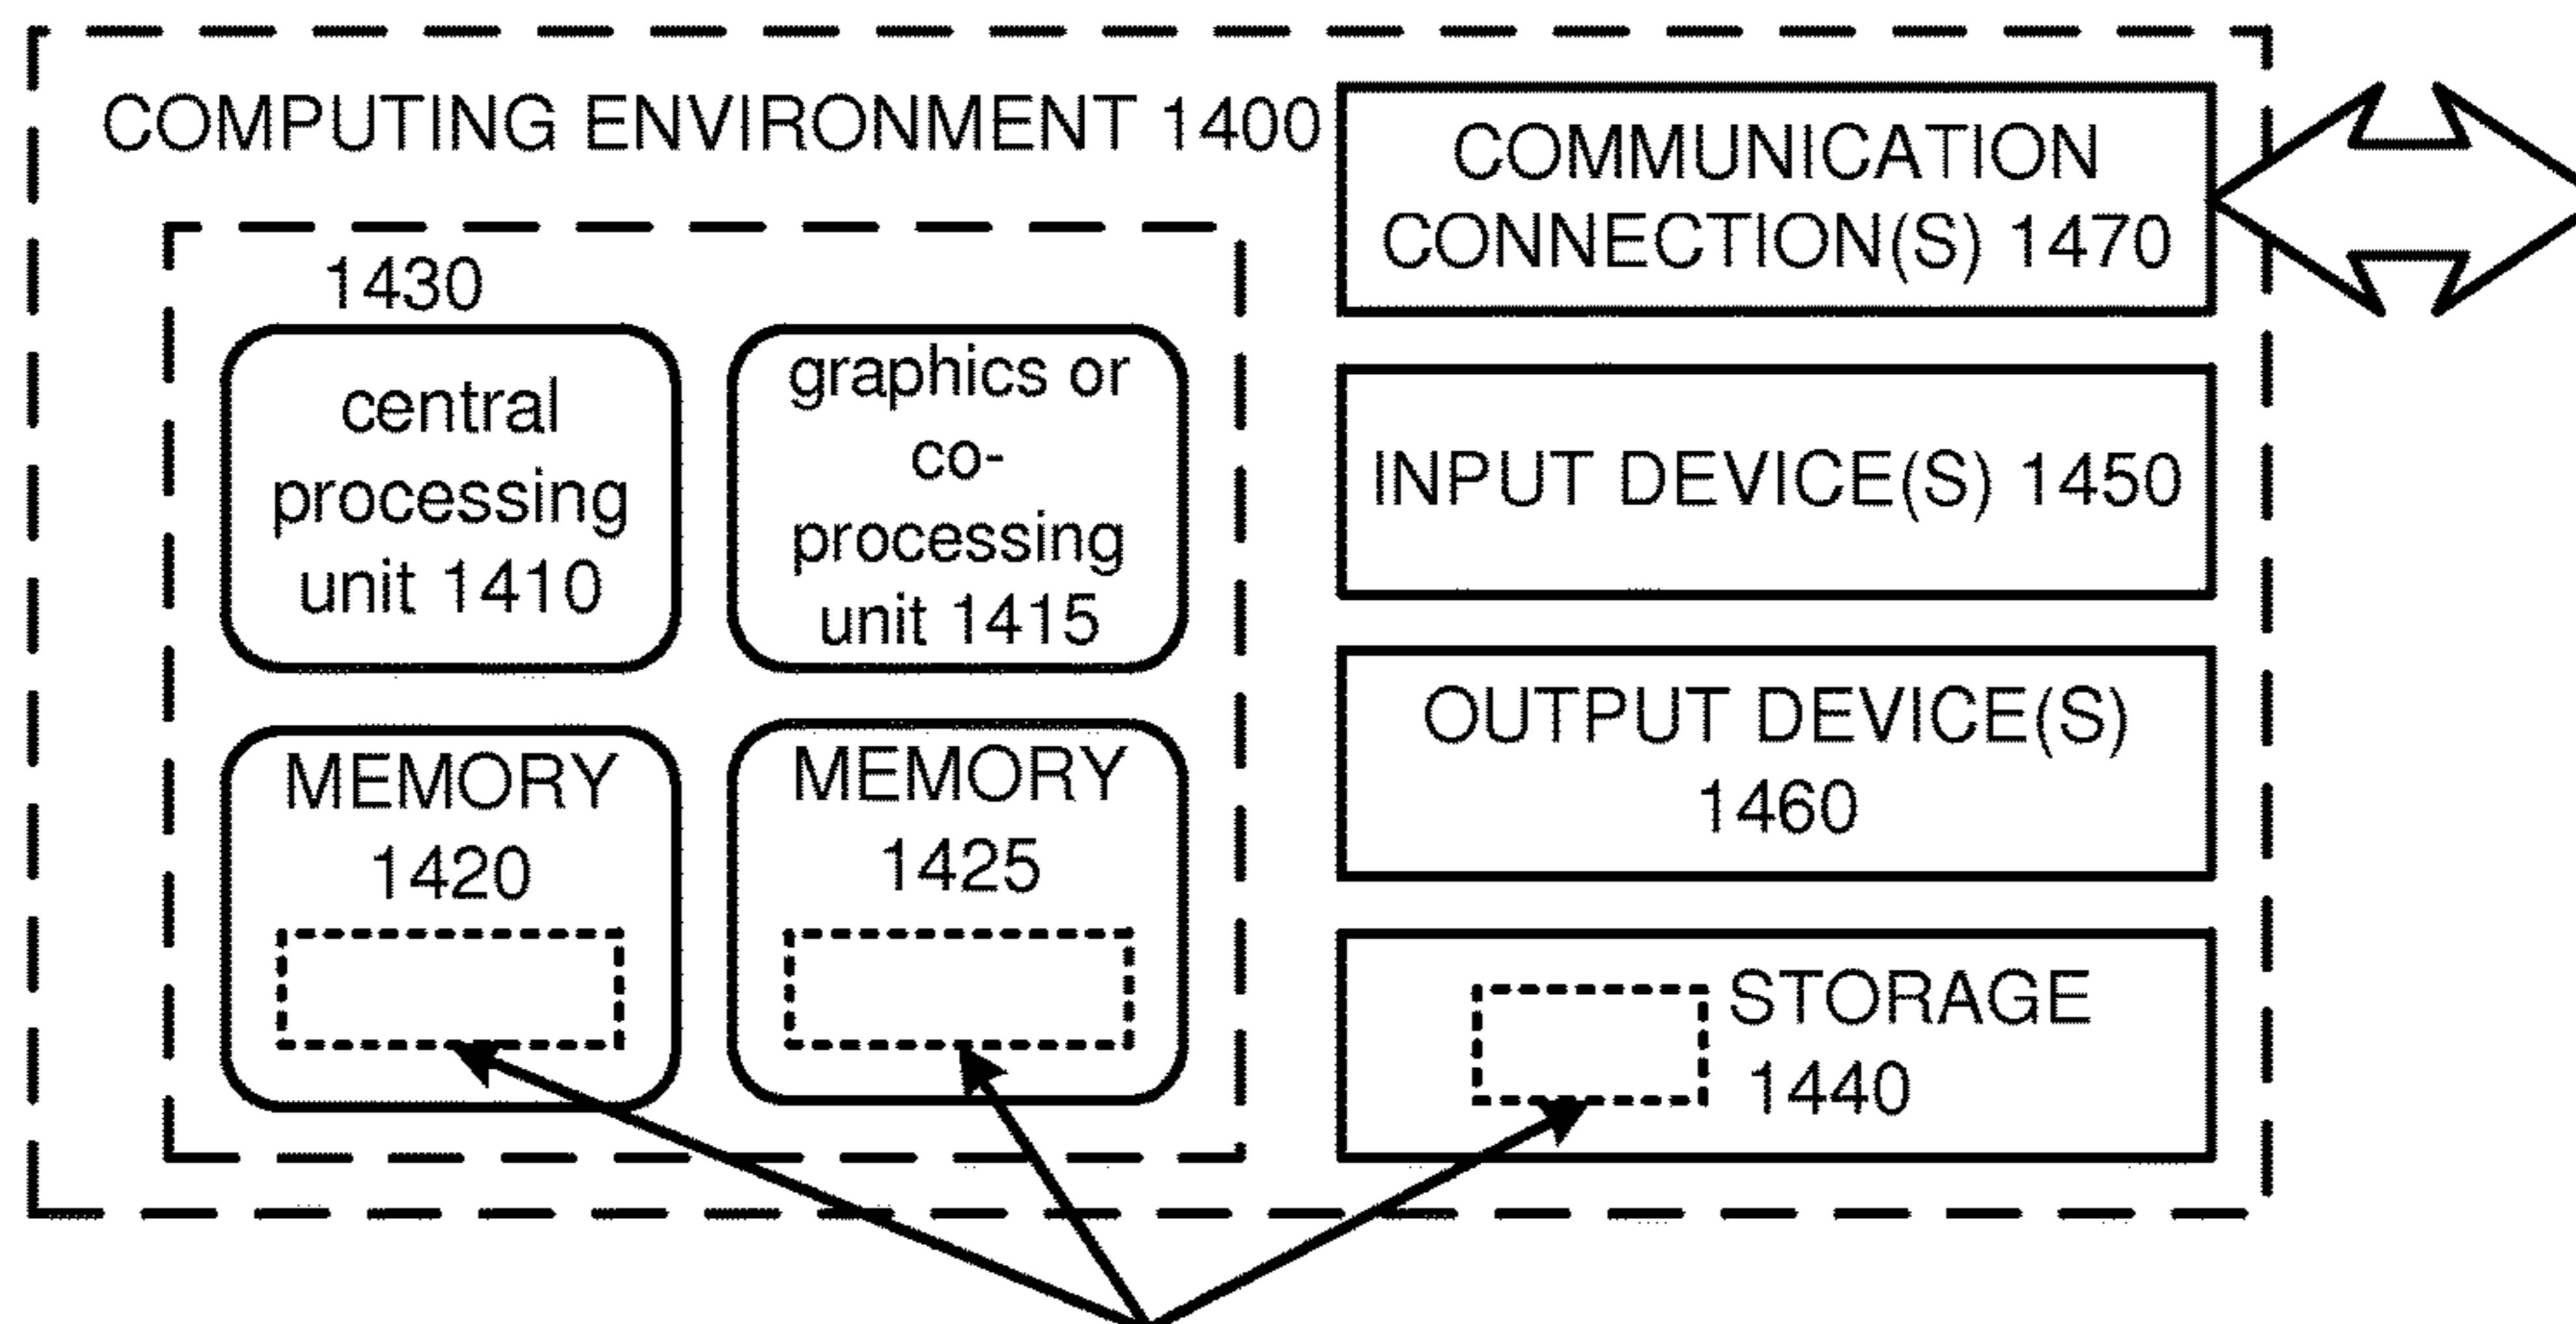 COMPUTING ENVIRONMENT 1400
1430
central
processing
unit 1410
graphics or
co-
processing
unit 1415
MEMORY
1420
MEMORY
1425
COMMUNICATION
CONNECTION(S) 1470
INPUT DEVICE(S) 1450
OUTPUT DEVICE(S)
1460
STORAGE
1440